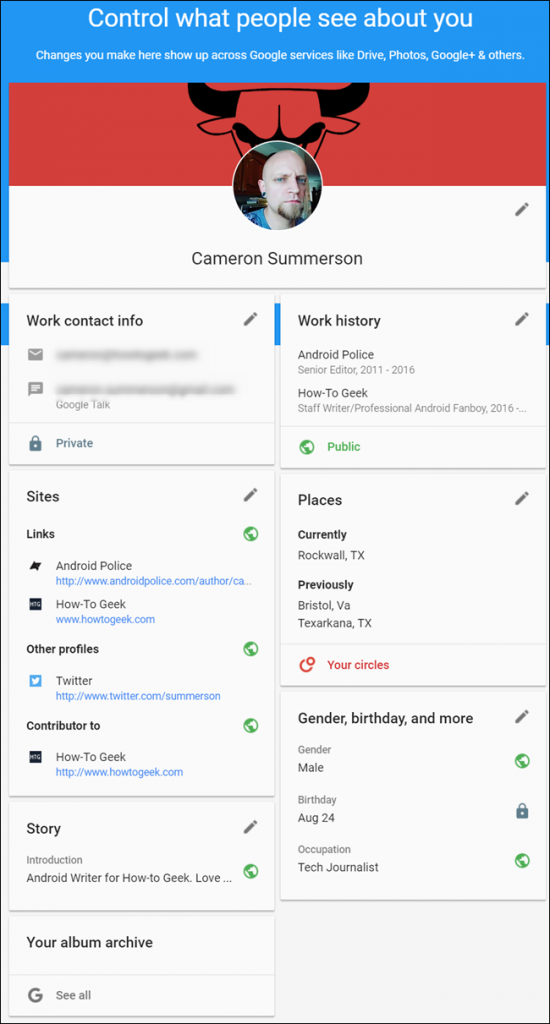 Control what people see about you
Changes you make here show up across Google services like Drive, Photos, Google+ & others.
Cameron Summerson
Work contact info
Google Talk
Private
Work history
Android Police
Senior Editor, 2011 - 2016
How-To Geek
Staff Writer/Professional Android Fanboy, 2016 -...
Public
Sites
Links
Android Police
http://www.androidpolice.com/author/ca...
HTG
How-To Geek
www.howtogeek.com
Other profiles
Twitter
http://www.twitter.com/summerson
Contributor to
HTG
How-To Geek
http://www.howtogeek.com
Places
Currently
Rockwall, TX
Previously
Bristol, Va
Texarkana, TX
Your circles
Gender, birthday, and more
Gender
Male
Birthday
Aug 24
Occupation
Tech Journalist
Story
Introduction
Android Writer for How-to Geek. Love ...
Your album archive
G
See all